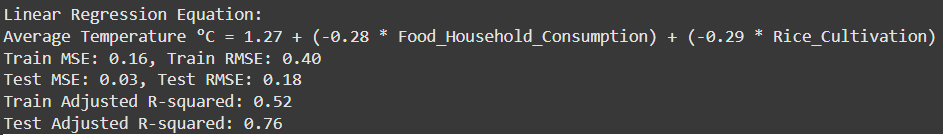 Linear Regression Equation:
Average Temperature °C = 1.27 + (-0.28 * Food_Household_Consumption) + (-0.29 * Rice_Cultivation)
Train MSE: 0.16, Train RMSE: 0.40
Test MSE: 0.03, Test RMSE: 0.18
Train Adjusted R-squared: 0.52
Test Adjusted R-squared: 0.76